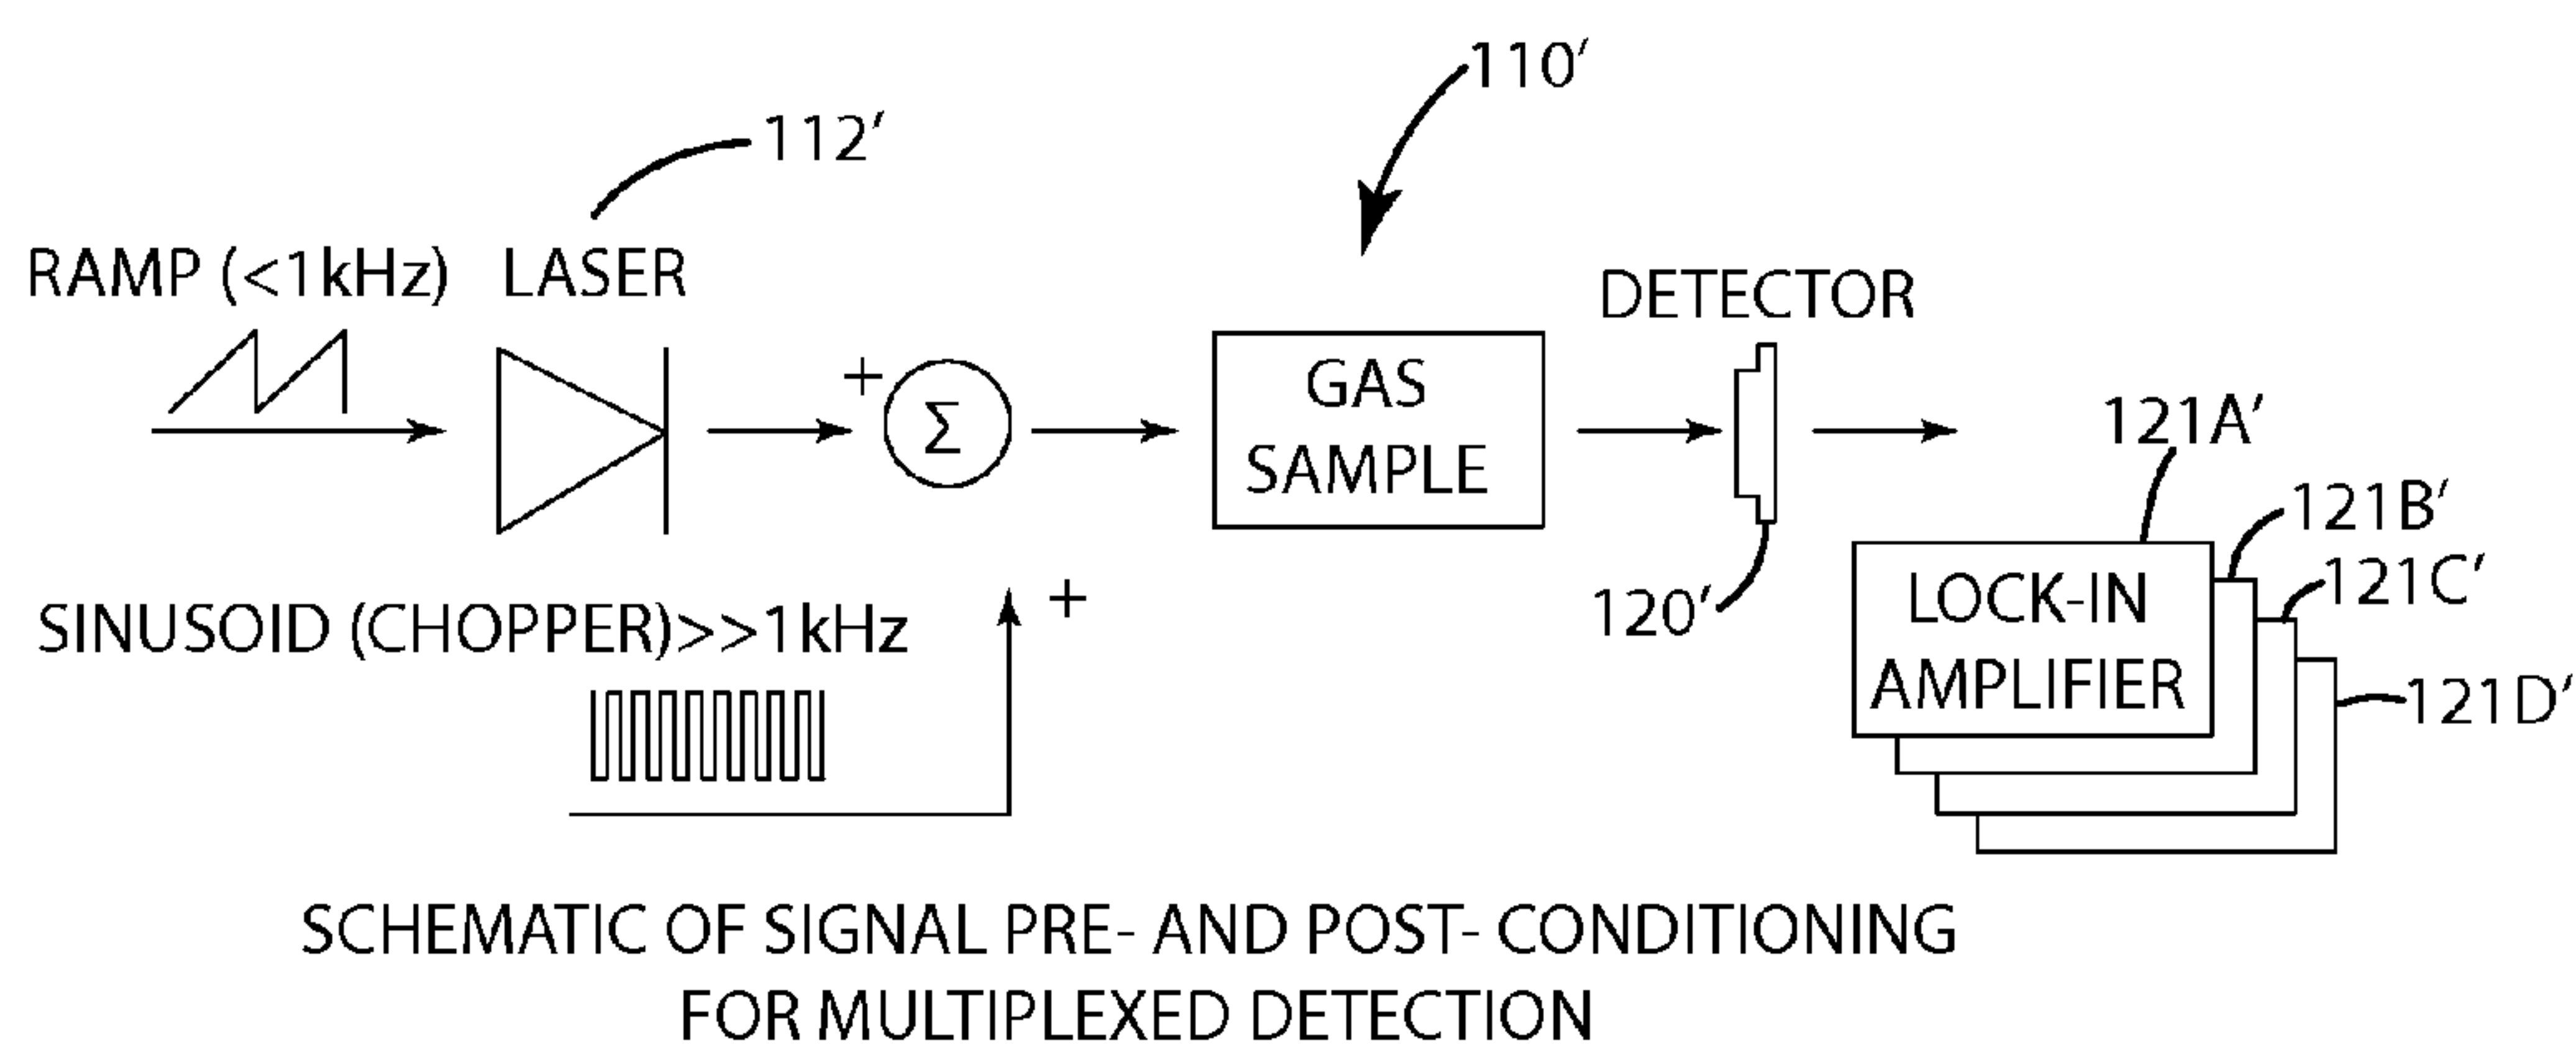 110′
112′
RAMP (<1kHz) LASER
DETECTOR
+
Σ
GAS
SAMPLE
121A′
121B′
SINUSOID (CHOPPER)>>1kHz
+
120′
LOCK-IN
AMPLIFIER
121C′
121D′
SCHEMATIC OF SIGNAL PRE- AND POST- CONDITIONING
FOR MULTIPLEXED DETECTION